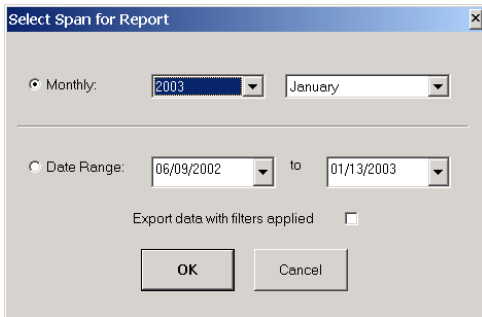 Select Span for Report
Monthly: 2003 January
Date Range: 06/09/2002 to 01/13/2003
Export data with filters applied
OK Cancel